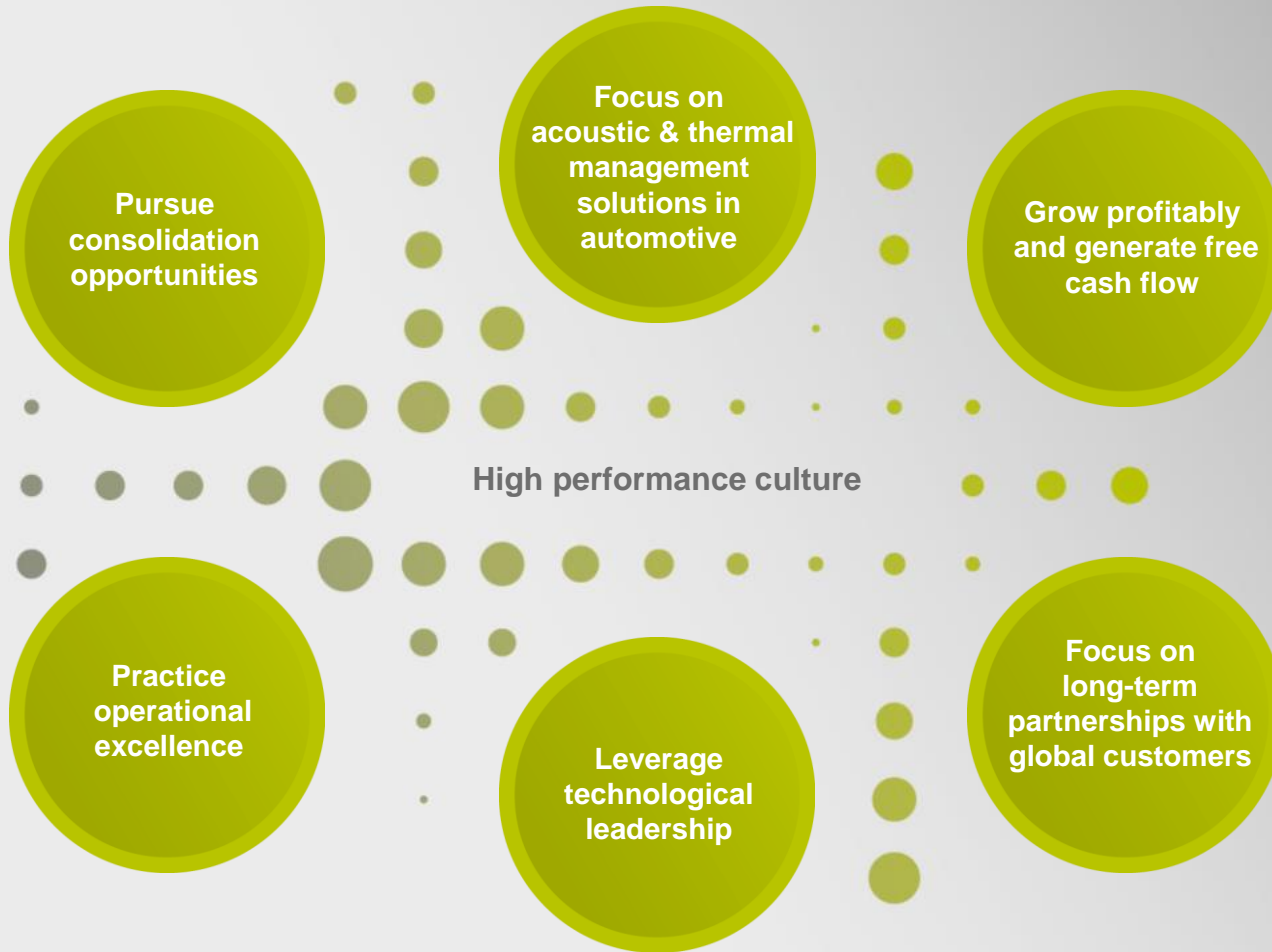 Pursue
consolidation
opportunities
Focus on
acoustic & thermal
management
solutions in
automotive
Grow profitably
and generate free
cash flow
High performance culture
Practice
operational
excellence
Leverage
technological
leadership
Focus on
long-term
partnerships with
global customers